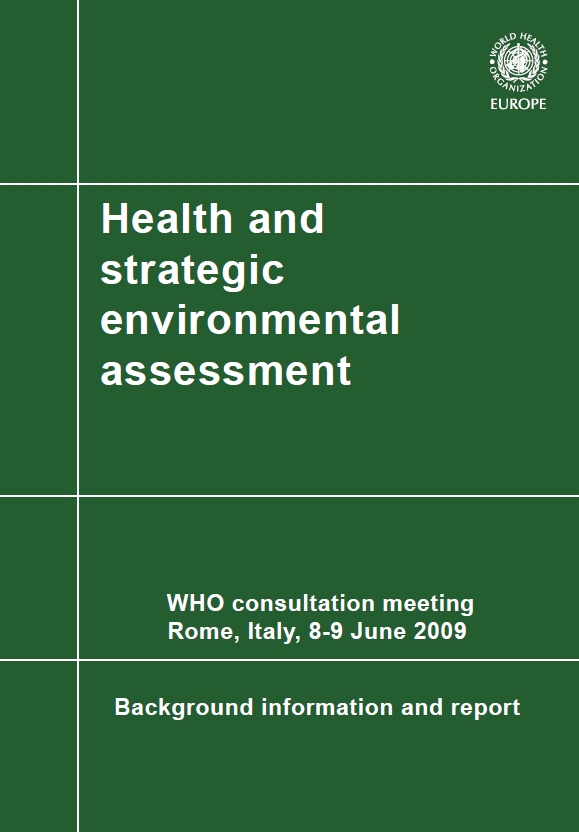 WORLD HEALTH
ORGANIZATION
EUROPE
Health and
strategic
environmental
assessment
WHO consultation meeting
Rome, Italy, 8-9 June 2009
Background information and report